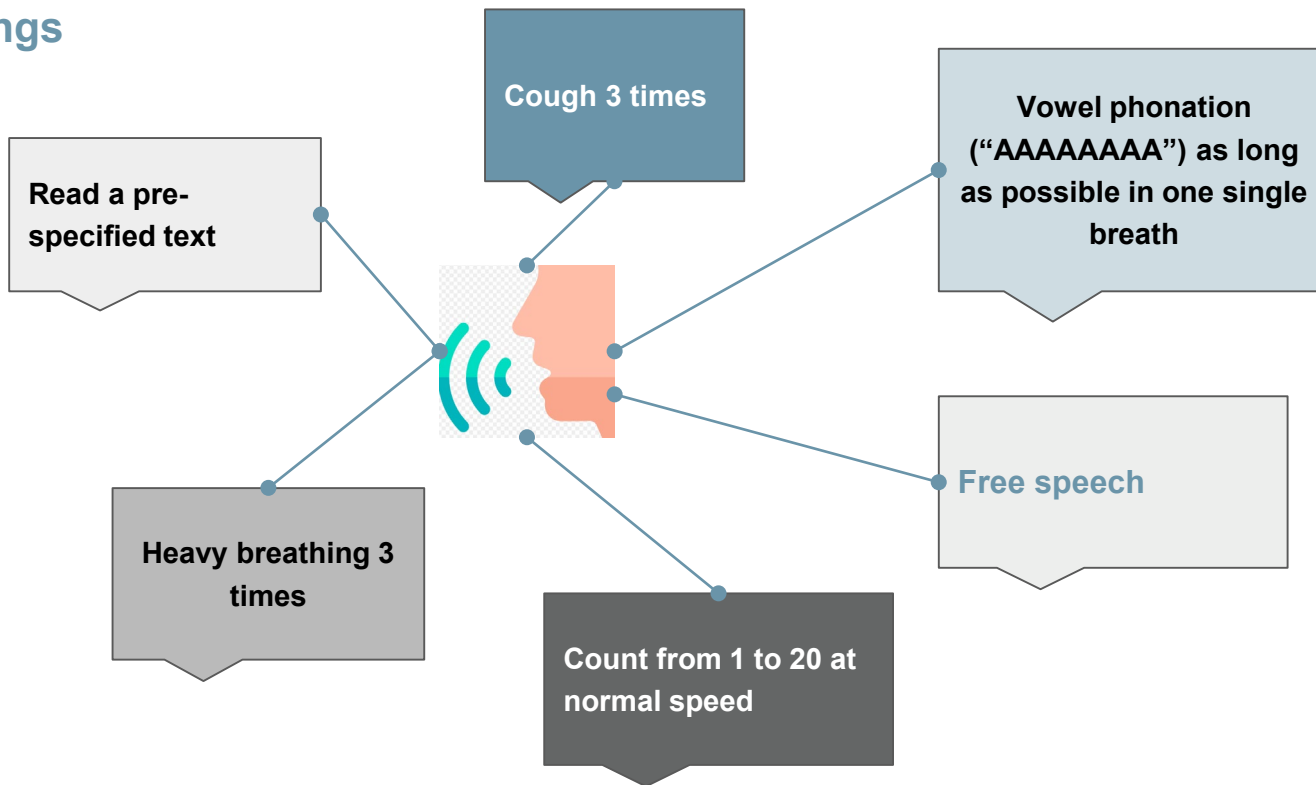 ngs
Cough 3 times
Vowel phonation
(“AAAAAAAA”) as long
as possible in one single
breath
Read a pre-
specified text
Free speech
Heavy breathing 3
times
Count from 1 to 20 at
normal speed